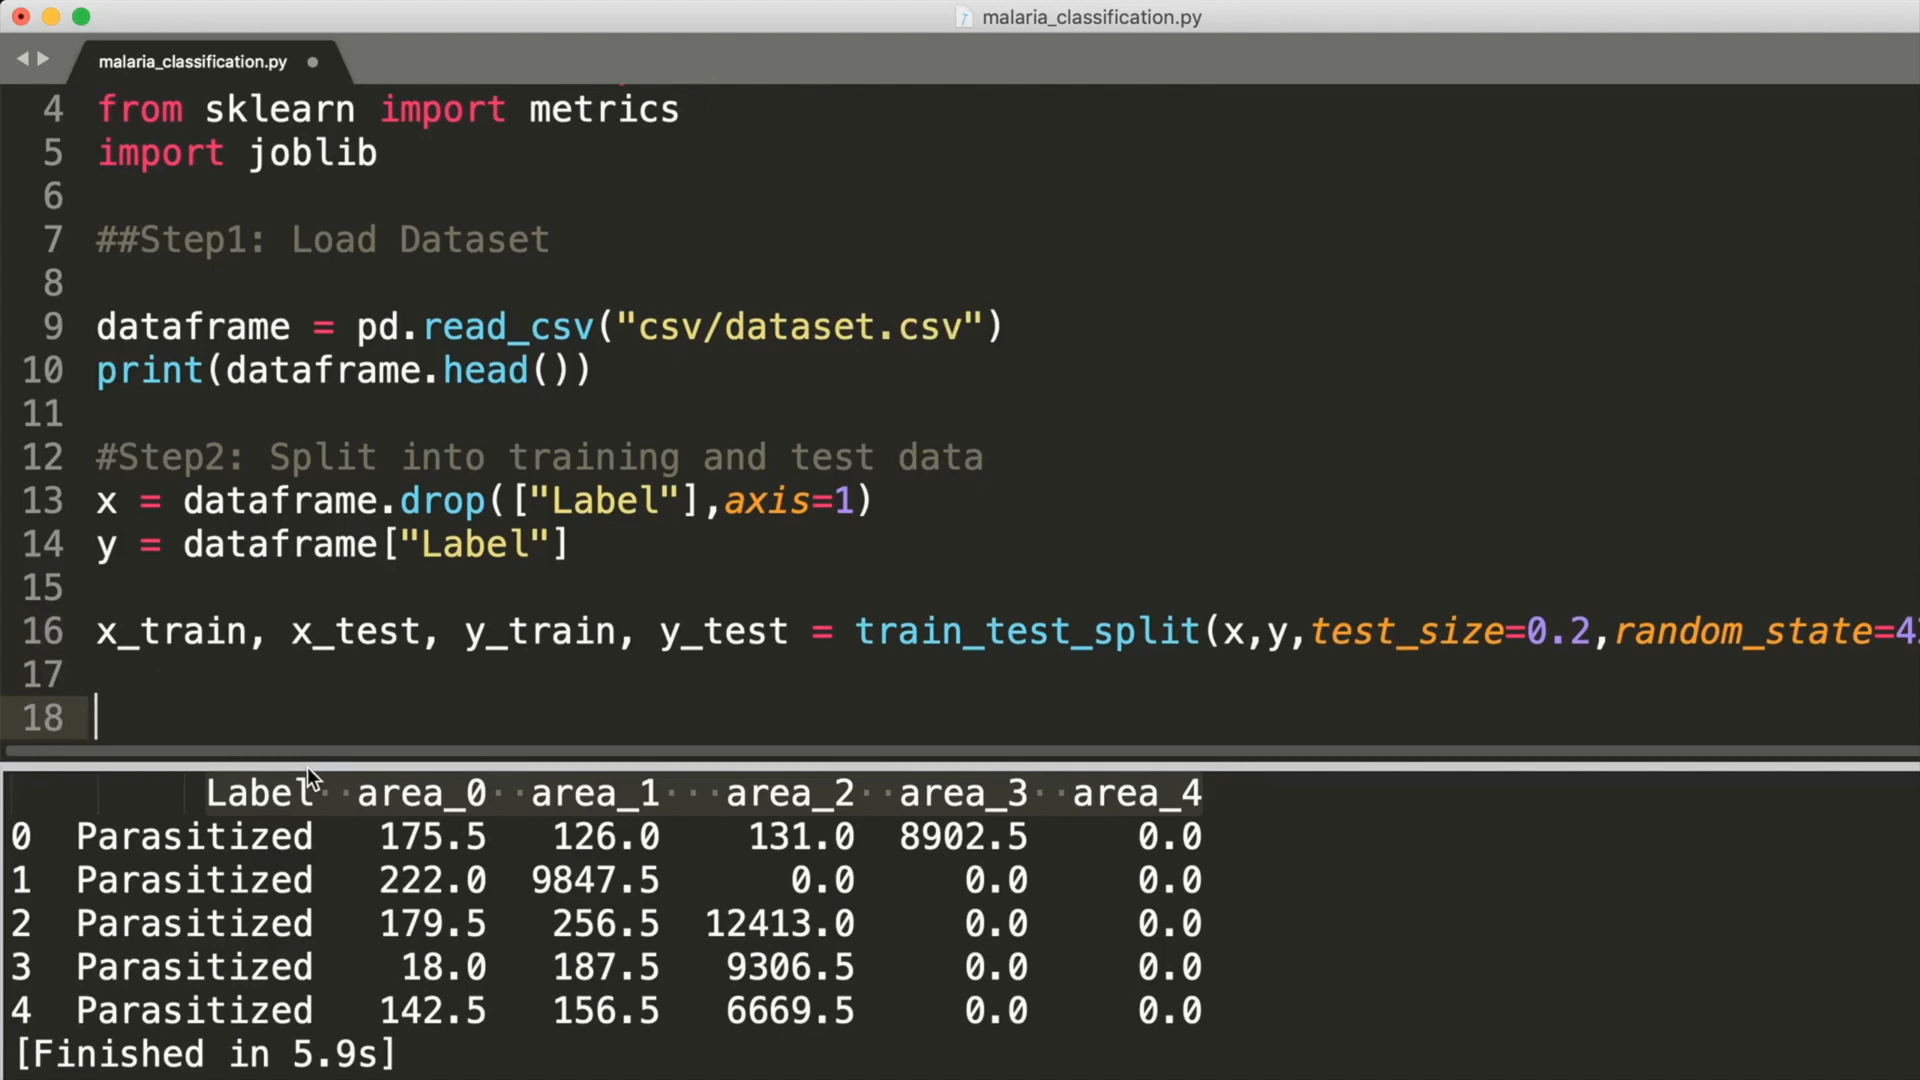 malaria_classification.py
malaria_classification.py
4 from sklearn import metrics
5 import joblib
6
7 ##Step1: Load Dataset
8
9 dataframe = pd.read_csv("csv/dataset.csv")
10 print(dataframe.head())
11
12 #Step2: Split into training and test data
13 x = dataframe.drop(["Label"],axis=1)
14 y = dataframe["Label"]
15
16 x_train, x_test, y_train, y_test = train_test_split(x,y,test_size=0.2,random_state=4
17
18
Label area_0 area_1 area_2 area_3 area_4
0 Parasitized 175.5 126.0 131.0 8902.5 0.0
1 Parasitized 222.0 9847.5 0.0 0.0 0.0
2 Parasitized 179.5 256.5 12413.0 0.0 0.0
3 Parasitized 18.0 187.5 9306.5 0.0 0.0
4 Parasitized 142.5 156.5 6669.5 0.0 0.0
[Finished in 5.9s]